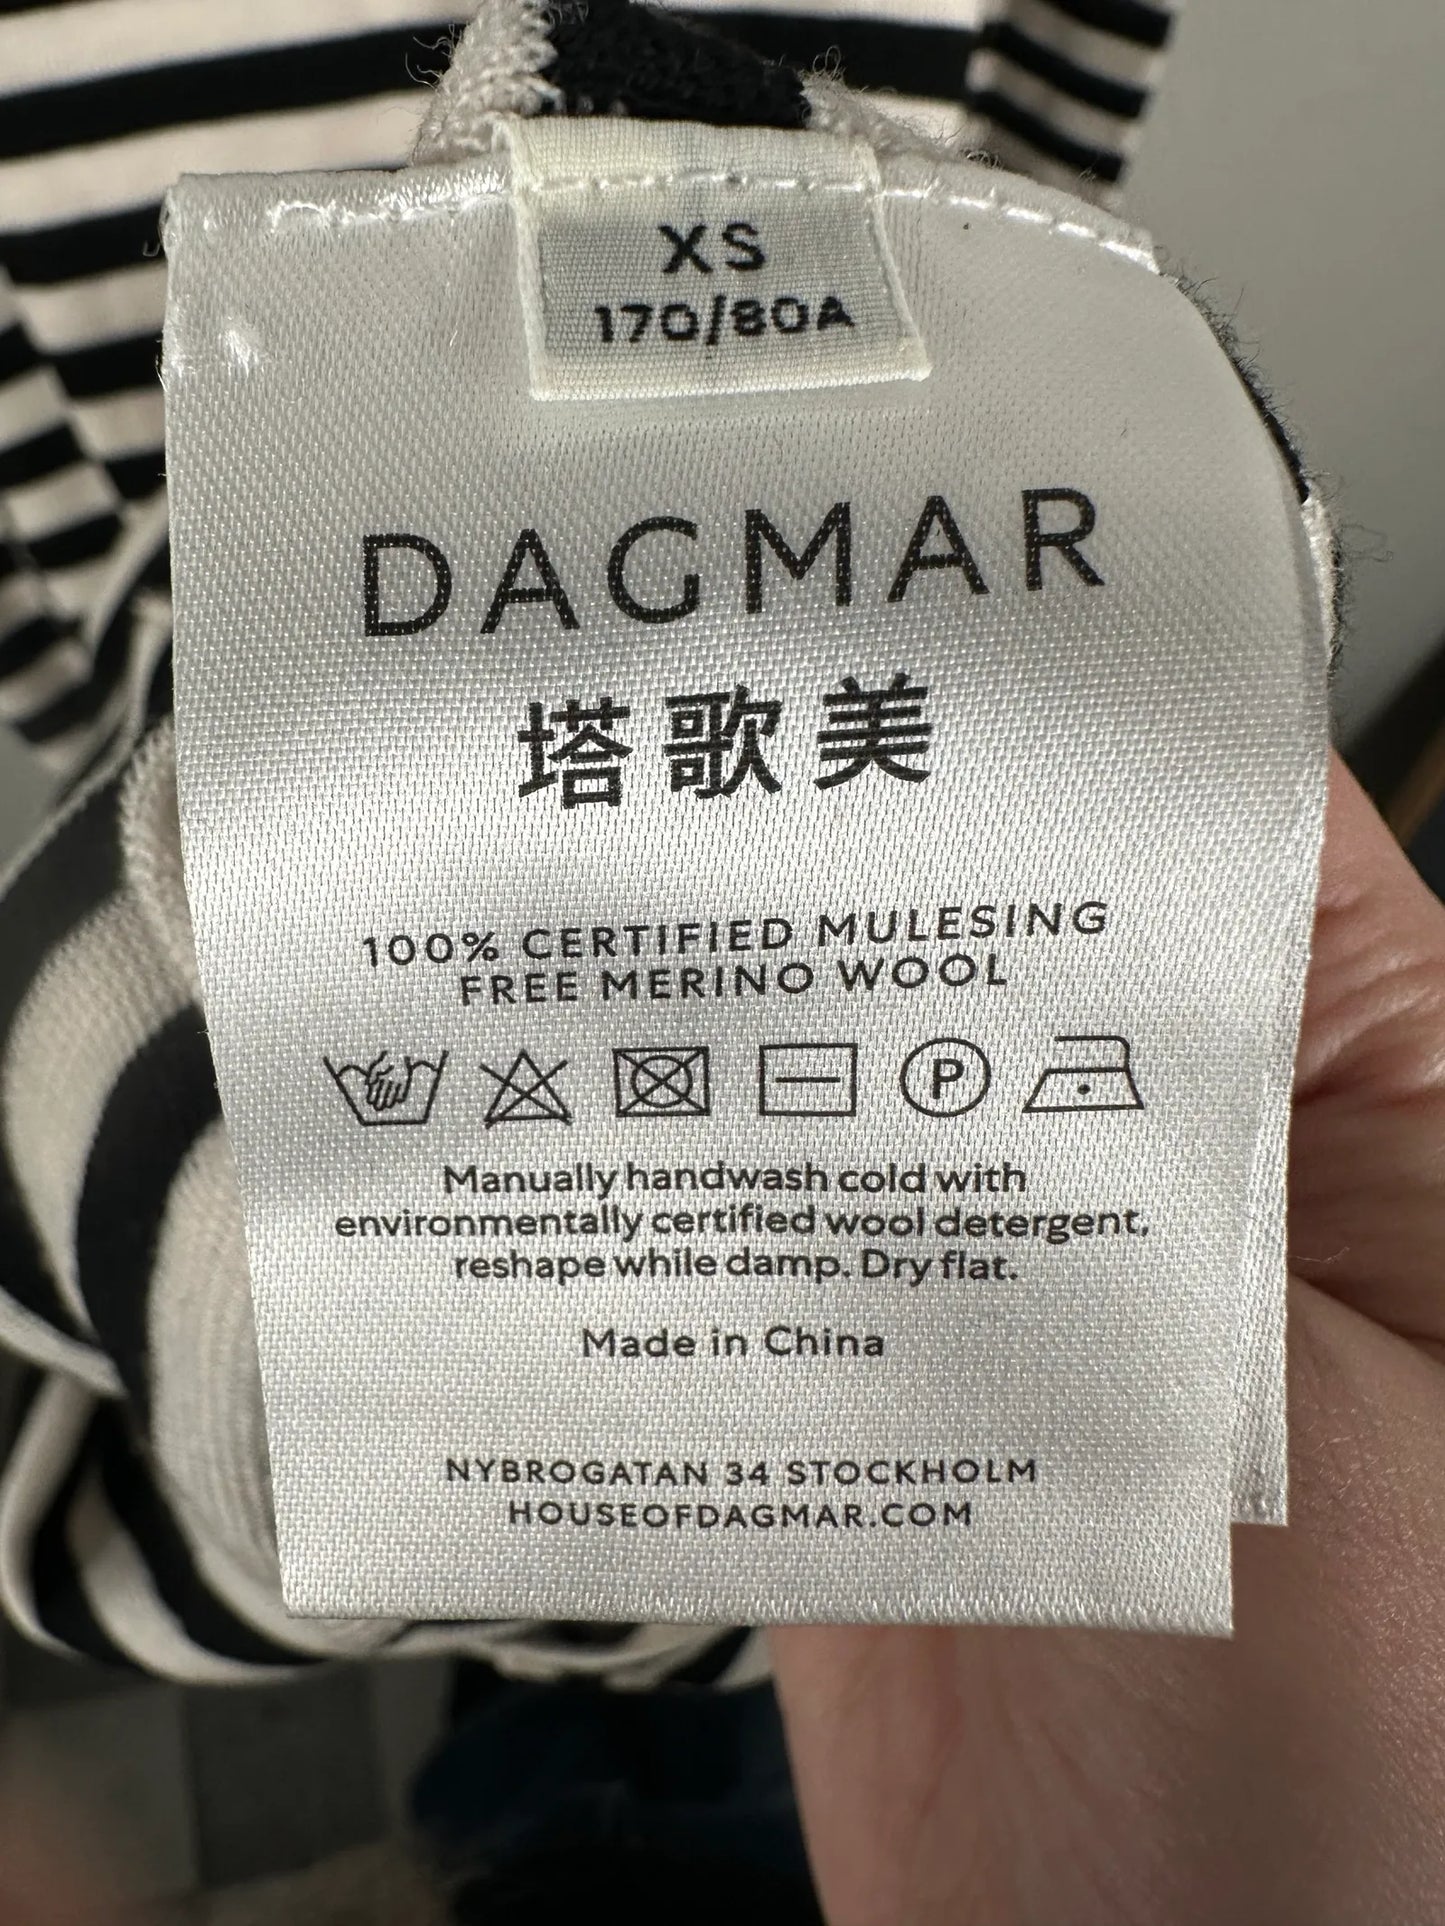 XS
170/80A
DAGMAR
塔歌美
100% CERTIFIED MULESING
FREE MERINO WOOL
P
Manually handwash cold with
environmentally certified wool detergent,
reshape while damp. Dry flat.
Made in China
NYBROGATAN 34 STOCKHOLM
HOUSEOFDAGMAR.COM